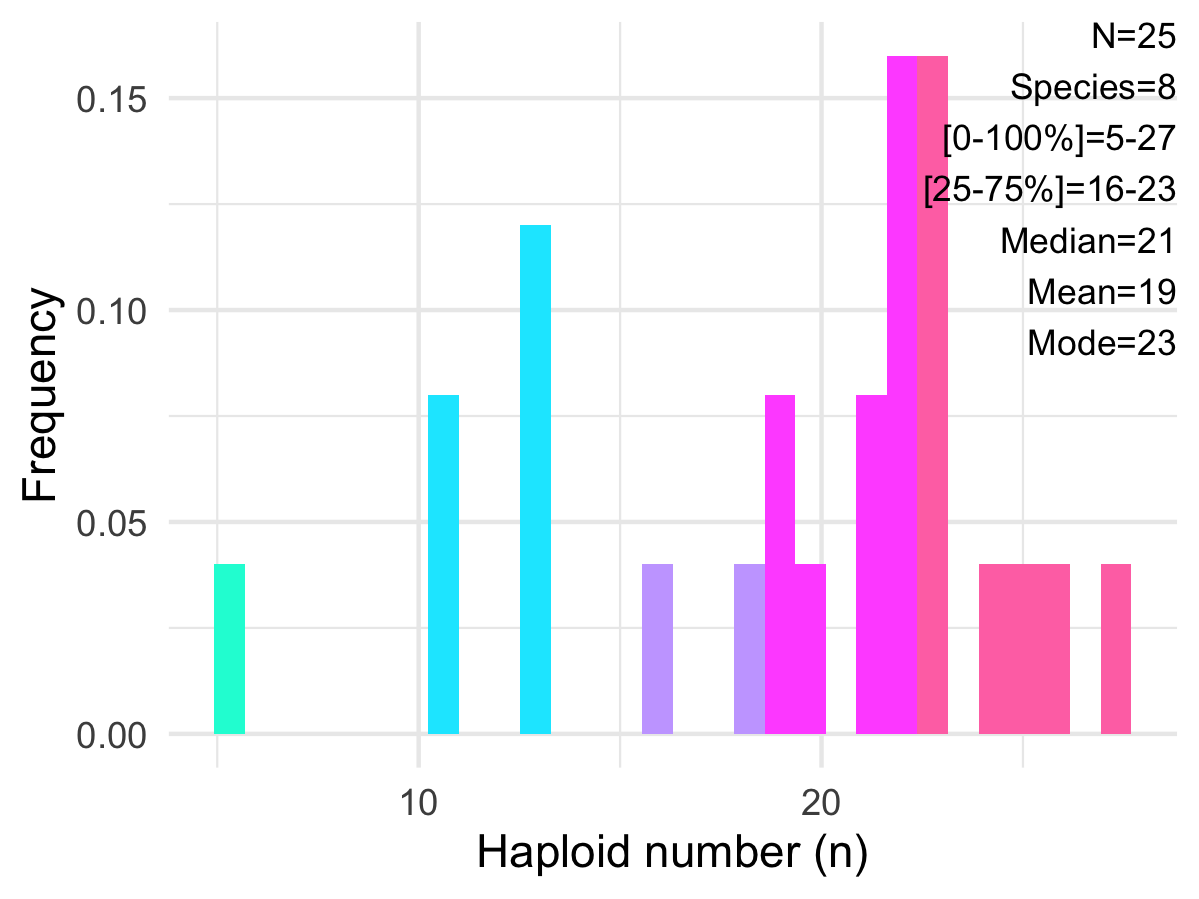 N=25
Species=8
[0-100%]=5-27
[25-75%]=16-23
Median=21
Mean=19
Mode=23
0.15
0.10
0.05
0.00
Frequency
10 20
Haploid number (n)